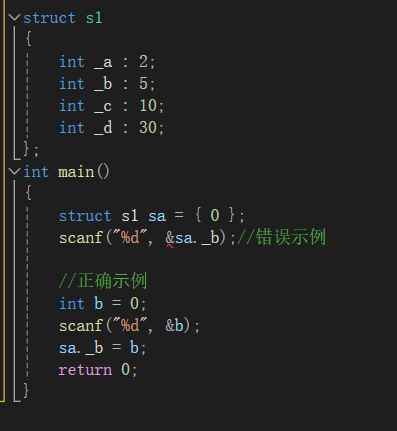 struct s1
{
int _a : 2;
int _b : 5;
int _c : 10;
int _d : 30;
};
int main()
{
struct s1 sa = { 0 };
scanf("%d", &sa._b);//错误示例
//正确示例
int b = 0;
scanf("%d", &b);
sa._b = b;
return 0;
}